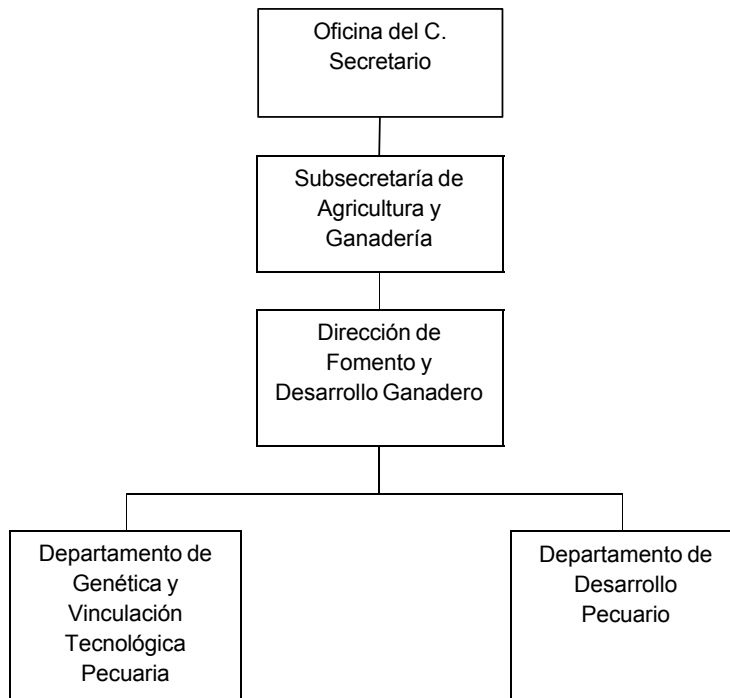 Oficina del C.
Secretario
Subsecretaría de
Agricultura y
Ganadería
Dirección de
Fomento y
Desarrollo Ganadero
Departamento de
Genética y
Vinculación
Tecnológica
Pecuaria
Departamento de
Desarrollo
Pecuario